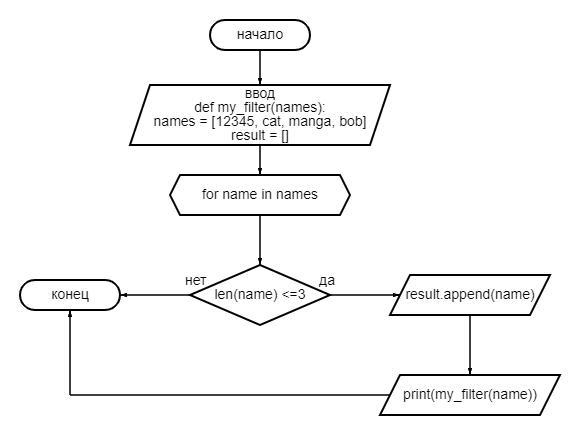 начало
ввод
def my_filter(names):
names = [12345, cat, manga, bob]
result = []
for name in names
нет
да
конец
len(name) <=3
result.append(name)
print(my_filter(name))